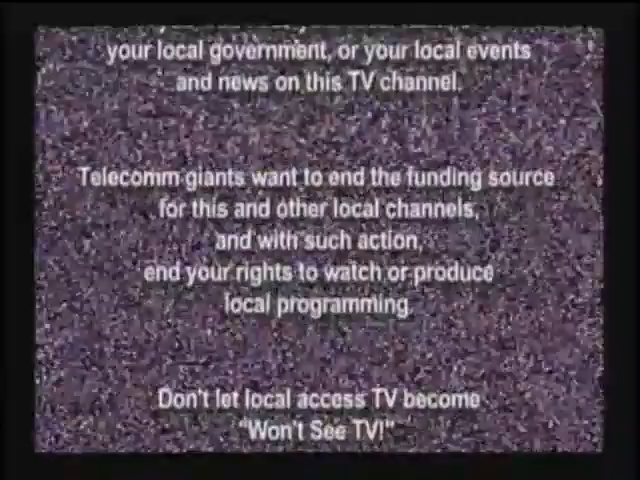 your local government, or your local events
and news on this TV channel.
Telecomm giants want to end the funding source
for this and other local channels,
and with such action,
end your rights to watch or produce
local programming.
Don't let local access TV become
"Won't See TV!"